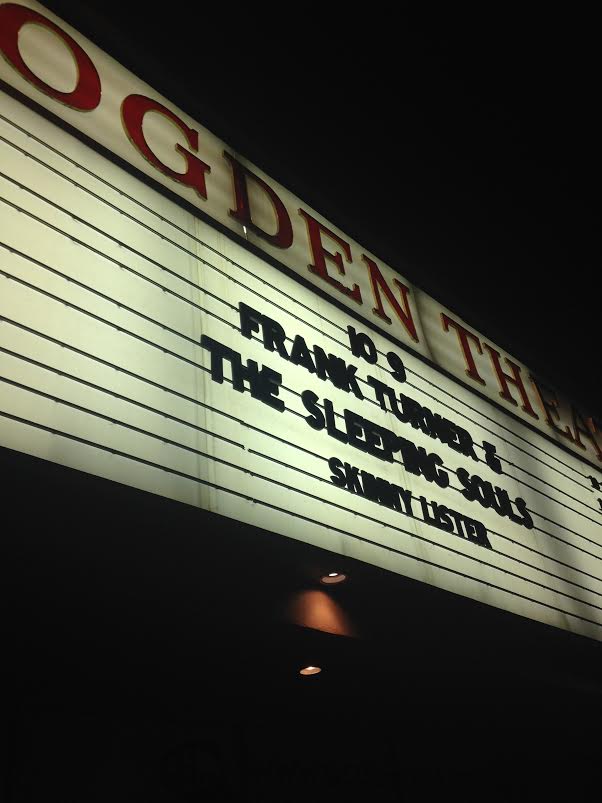 OGDEN THEA
10 9
FRANK TURNER &
THE SLEEPING SOULS
SKINNY LISTER